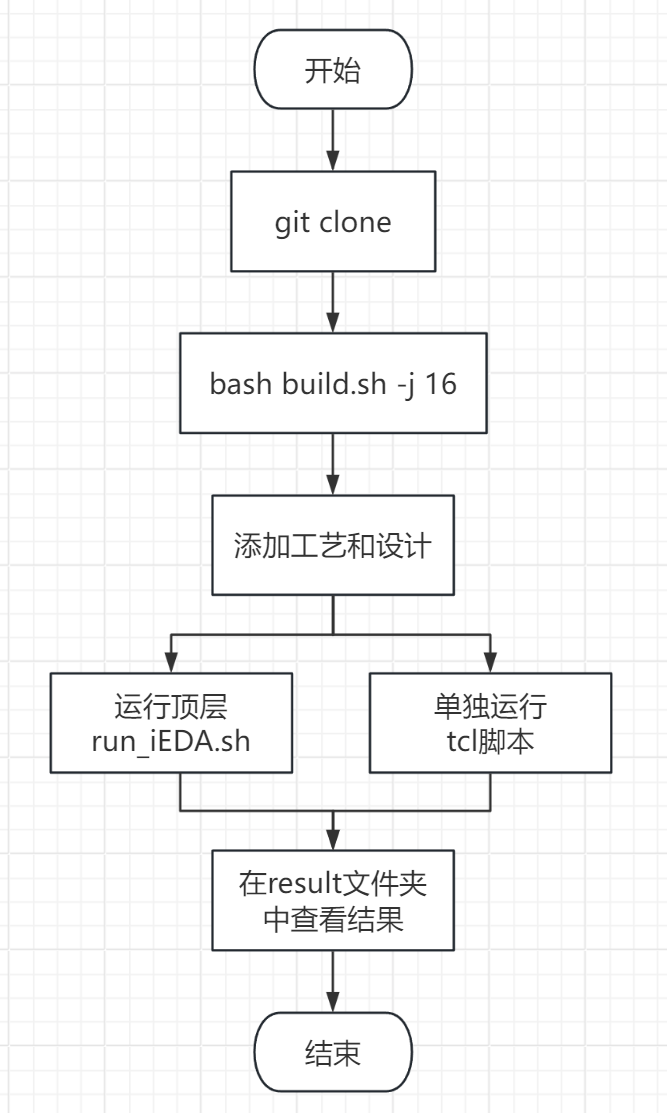 开始
git clone
bash build.sh -j 16
添加工艺和设计
运行顶层
run_iEDA.sh
单独运行
tcl脚本
在result文件夹
中查看结果
结束